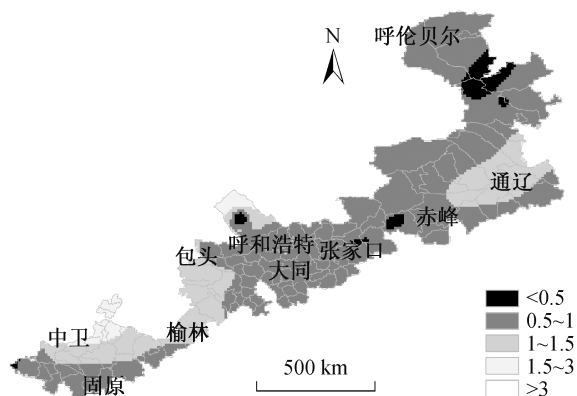 呼伦贝尔
N
通辽
赤峰
呼和浩特
张家口
包头
大同
榆林
中卫
固原
500 km
<0.5
0.5~1
1~1.5
1.5~3
>3